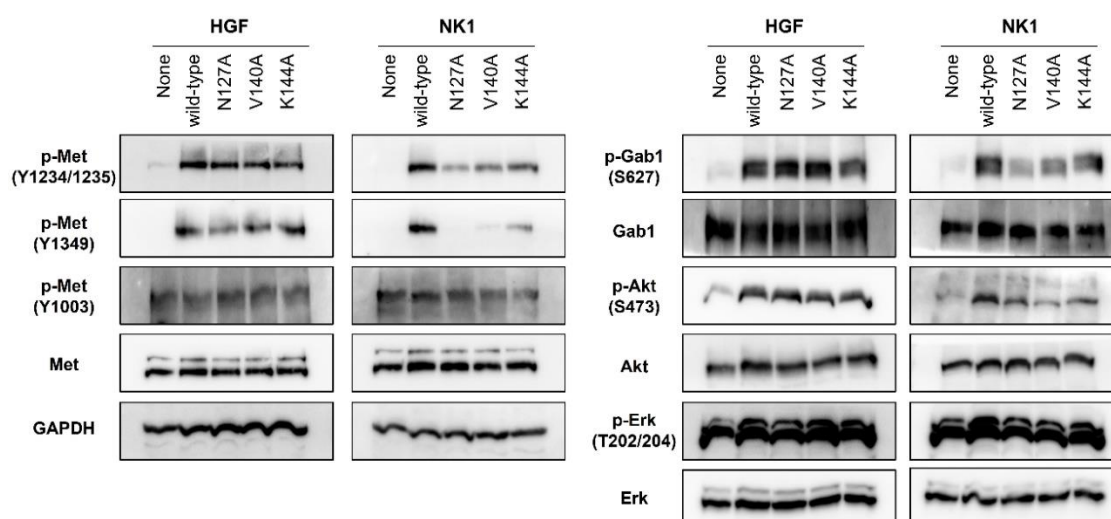 HGF
NK1
None
wild-type
N127A
V140A
K144A
None
wild-type
N127A
V140A
K144A
p-Met
(Y1234/1235)
p-Met
(Y1349)
p-Met
(Y1003)
Met
GAPDH
HGF
NK1
None
wild-type
N127A
V140A
K144A
None
wild-type
N127A
V140A
K144A
p-Gab1
(S627)
Gab1
p-Akt
(S473)
Akt
p-Erk
(T202/204)
Erk